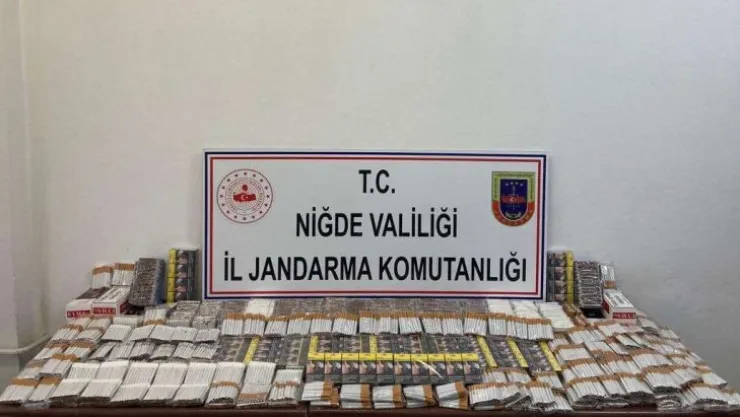 T.C.
NİĞDE VALİLİĞİ
İL JANDARMA KOMUTANLIĞI